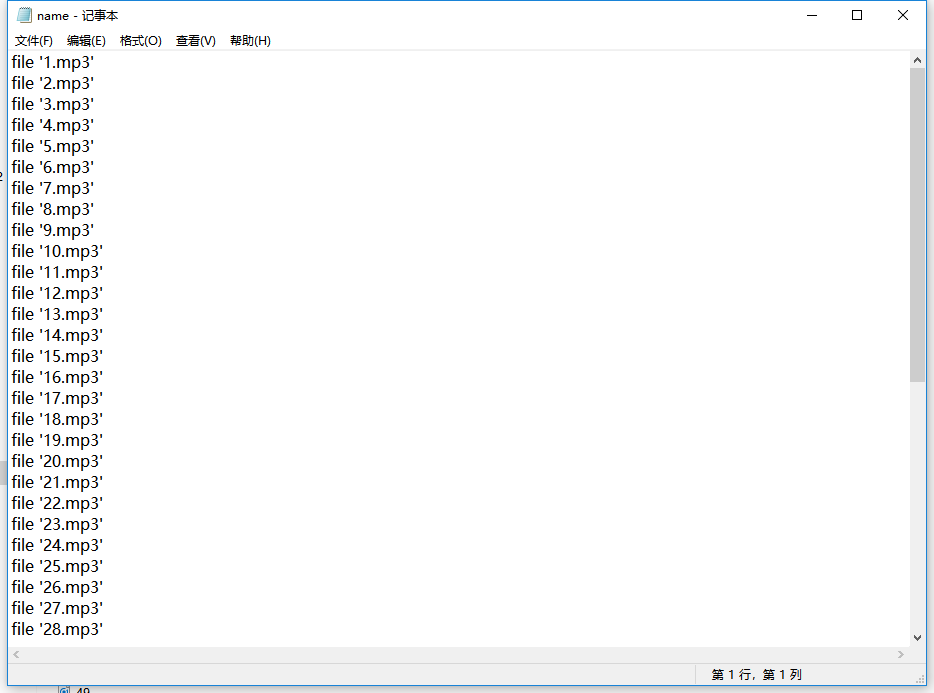 name - 记事本
文件(F) 编辑(E) 格式(O) 查看(V) 帮助(H)
file '1.mp3'
file '2.mp3'
file '3.mp3'
file '4.mp3'
file '5.mp3'
file '6.mp3'
file '7.mp3'
file '8.mp3'
file '9.mp3'
file '10.mp3'
file '11.mp3'
file '12.mp3'
file '13.mp3'
file '14.mp3'
file '15.mp3'
file '16.mp3'
file '17.mp3'
file '18.mp3'
file '19.mp3'
file '20.mp3'
file '21.mp3'
file '22.mp3'
file '23.mp3'
file '24.mp3'
file '25.mp3'
file '26.mp3'
file '27.mp3'
file '28.mp3'
第 1 行，第 1 列